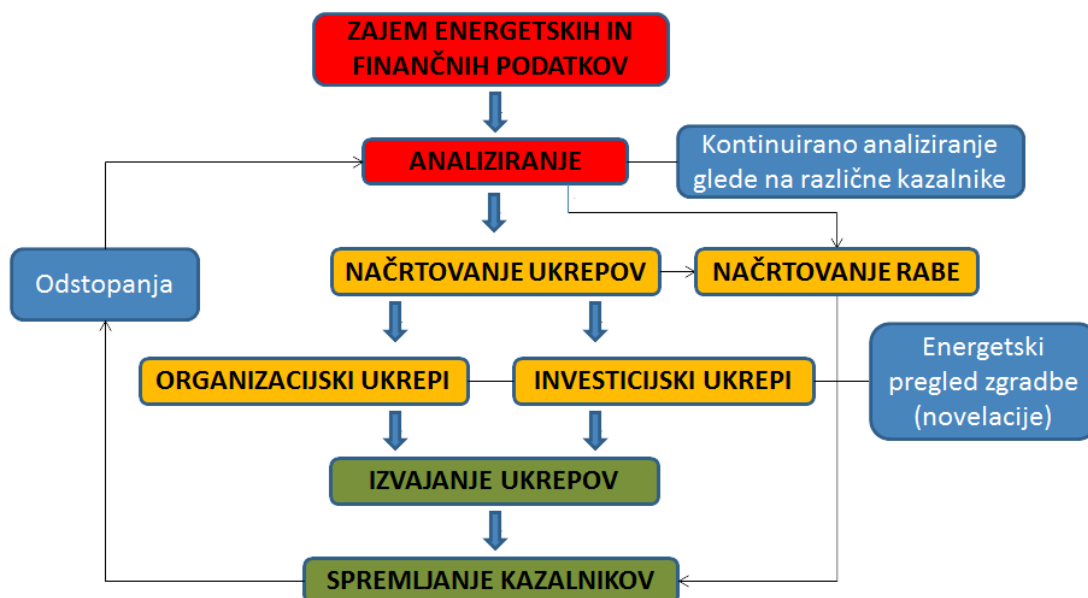 ZAJEM ENERGETSKIH IN
FINANČNIH PODATKOV
ANALIZIRANJE
Kontinuirano analiziranje
glede na različne kazalnike
Odstopanja
NAČRTOVANJE UKREPOV
NAČRTOVANJE RABE
ORGANIZACIJSKI UKREPI
INVESTICIJSKI UKREPI
Energetski
pregled zgradbe
(novelacije)
IZVAJANJE UKREPOV
SPREMLJANJE KAZALNIKOV